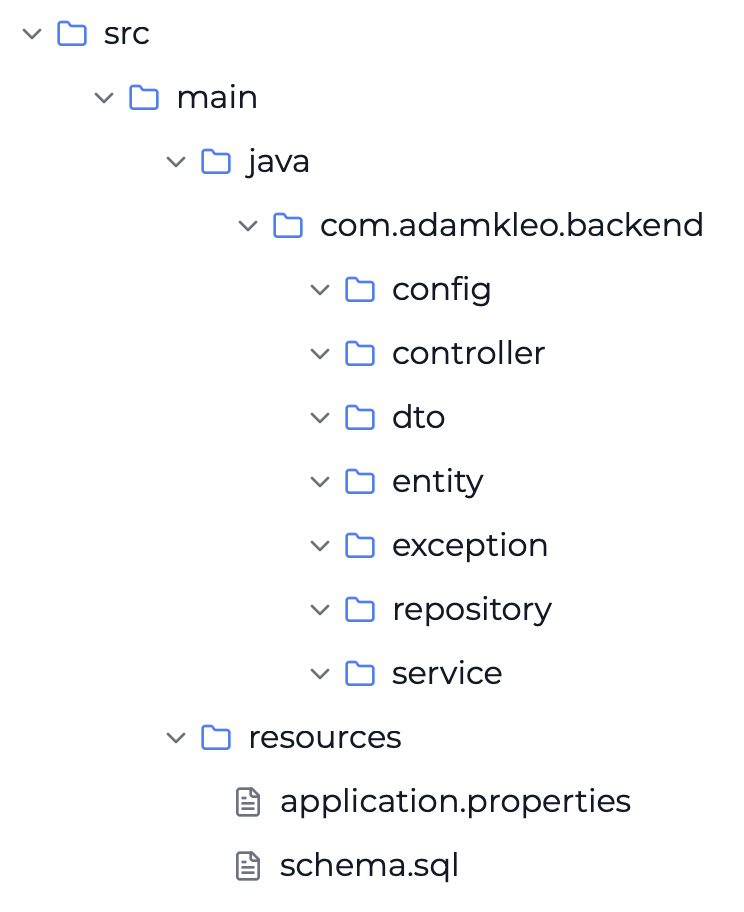 src
main
java
com.adamkleo.backend
config
controller
dto
entity
exception
repository
service
resources
application.properties
schema.sql